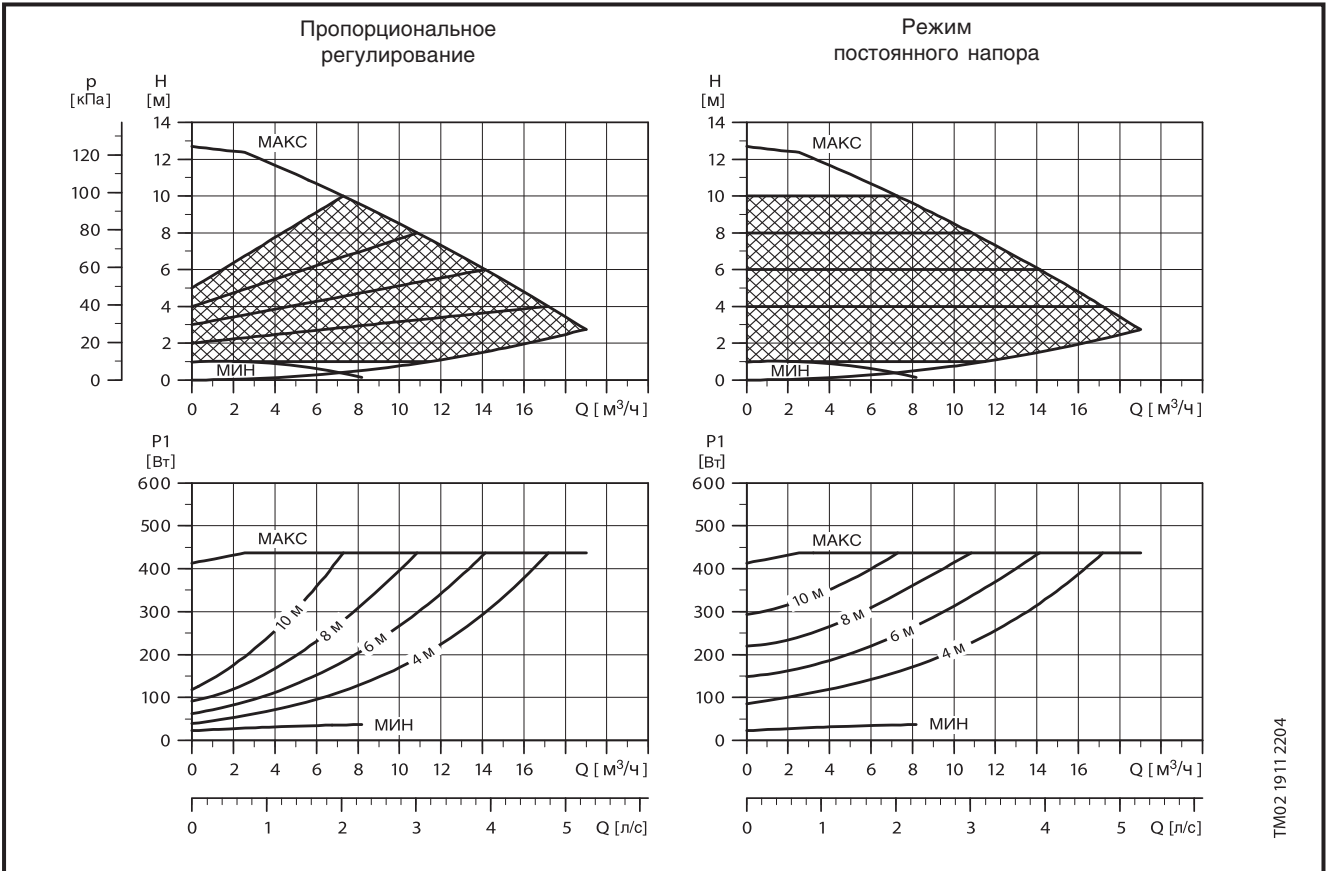 Пропорциональное
регулирование
Режим
постоянного напора
p
[кПа]
H
[м]
14
12
10
8
6
4
2
0
120
100
80
60
40
20
0
МАКС
МИН
0 2 4 6 8 10 12 14 16 Q [ м³/ч ]
H
[м]
14
12
10
8
6
4
2
0
МАКС
МИН
0 2 4 6 8 10 12 14 16 Q [ м³/ч ]
P1
[Вт]
600
500
400
300
200
100
0
МАКС
10 м
8 м
6 м
4 м
МИН
0 2 4 6 8 10 12 14 16 Q [ м³/ч ]
0 1 2 3 4 5 Q [л/с]
P1
[Вт]
600
500
400
300
200
100
0
МАКС
10 м
8 м
6 м
4 м
МИН
0 2 4 6 8 10 12 14 16 Q [ м³/ч ]
0 1 2 3 4 5 Q [л/с]
TM02 1911 2204